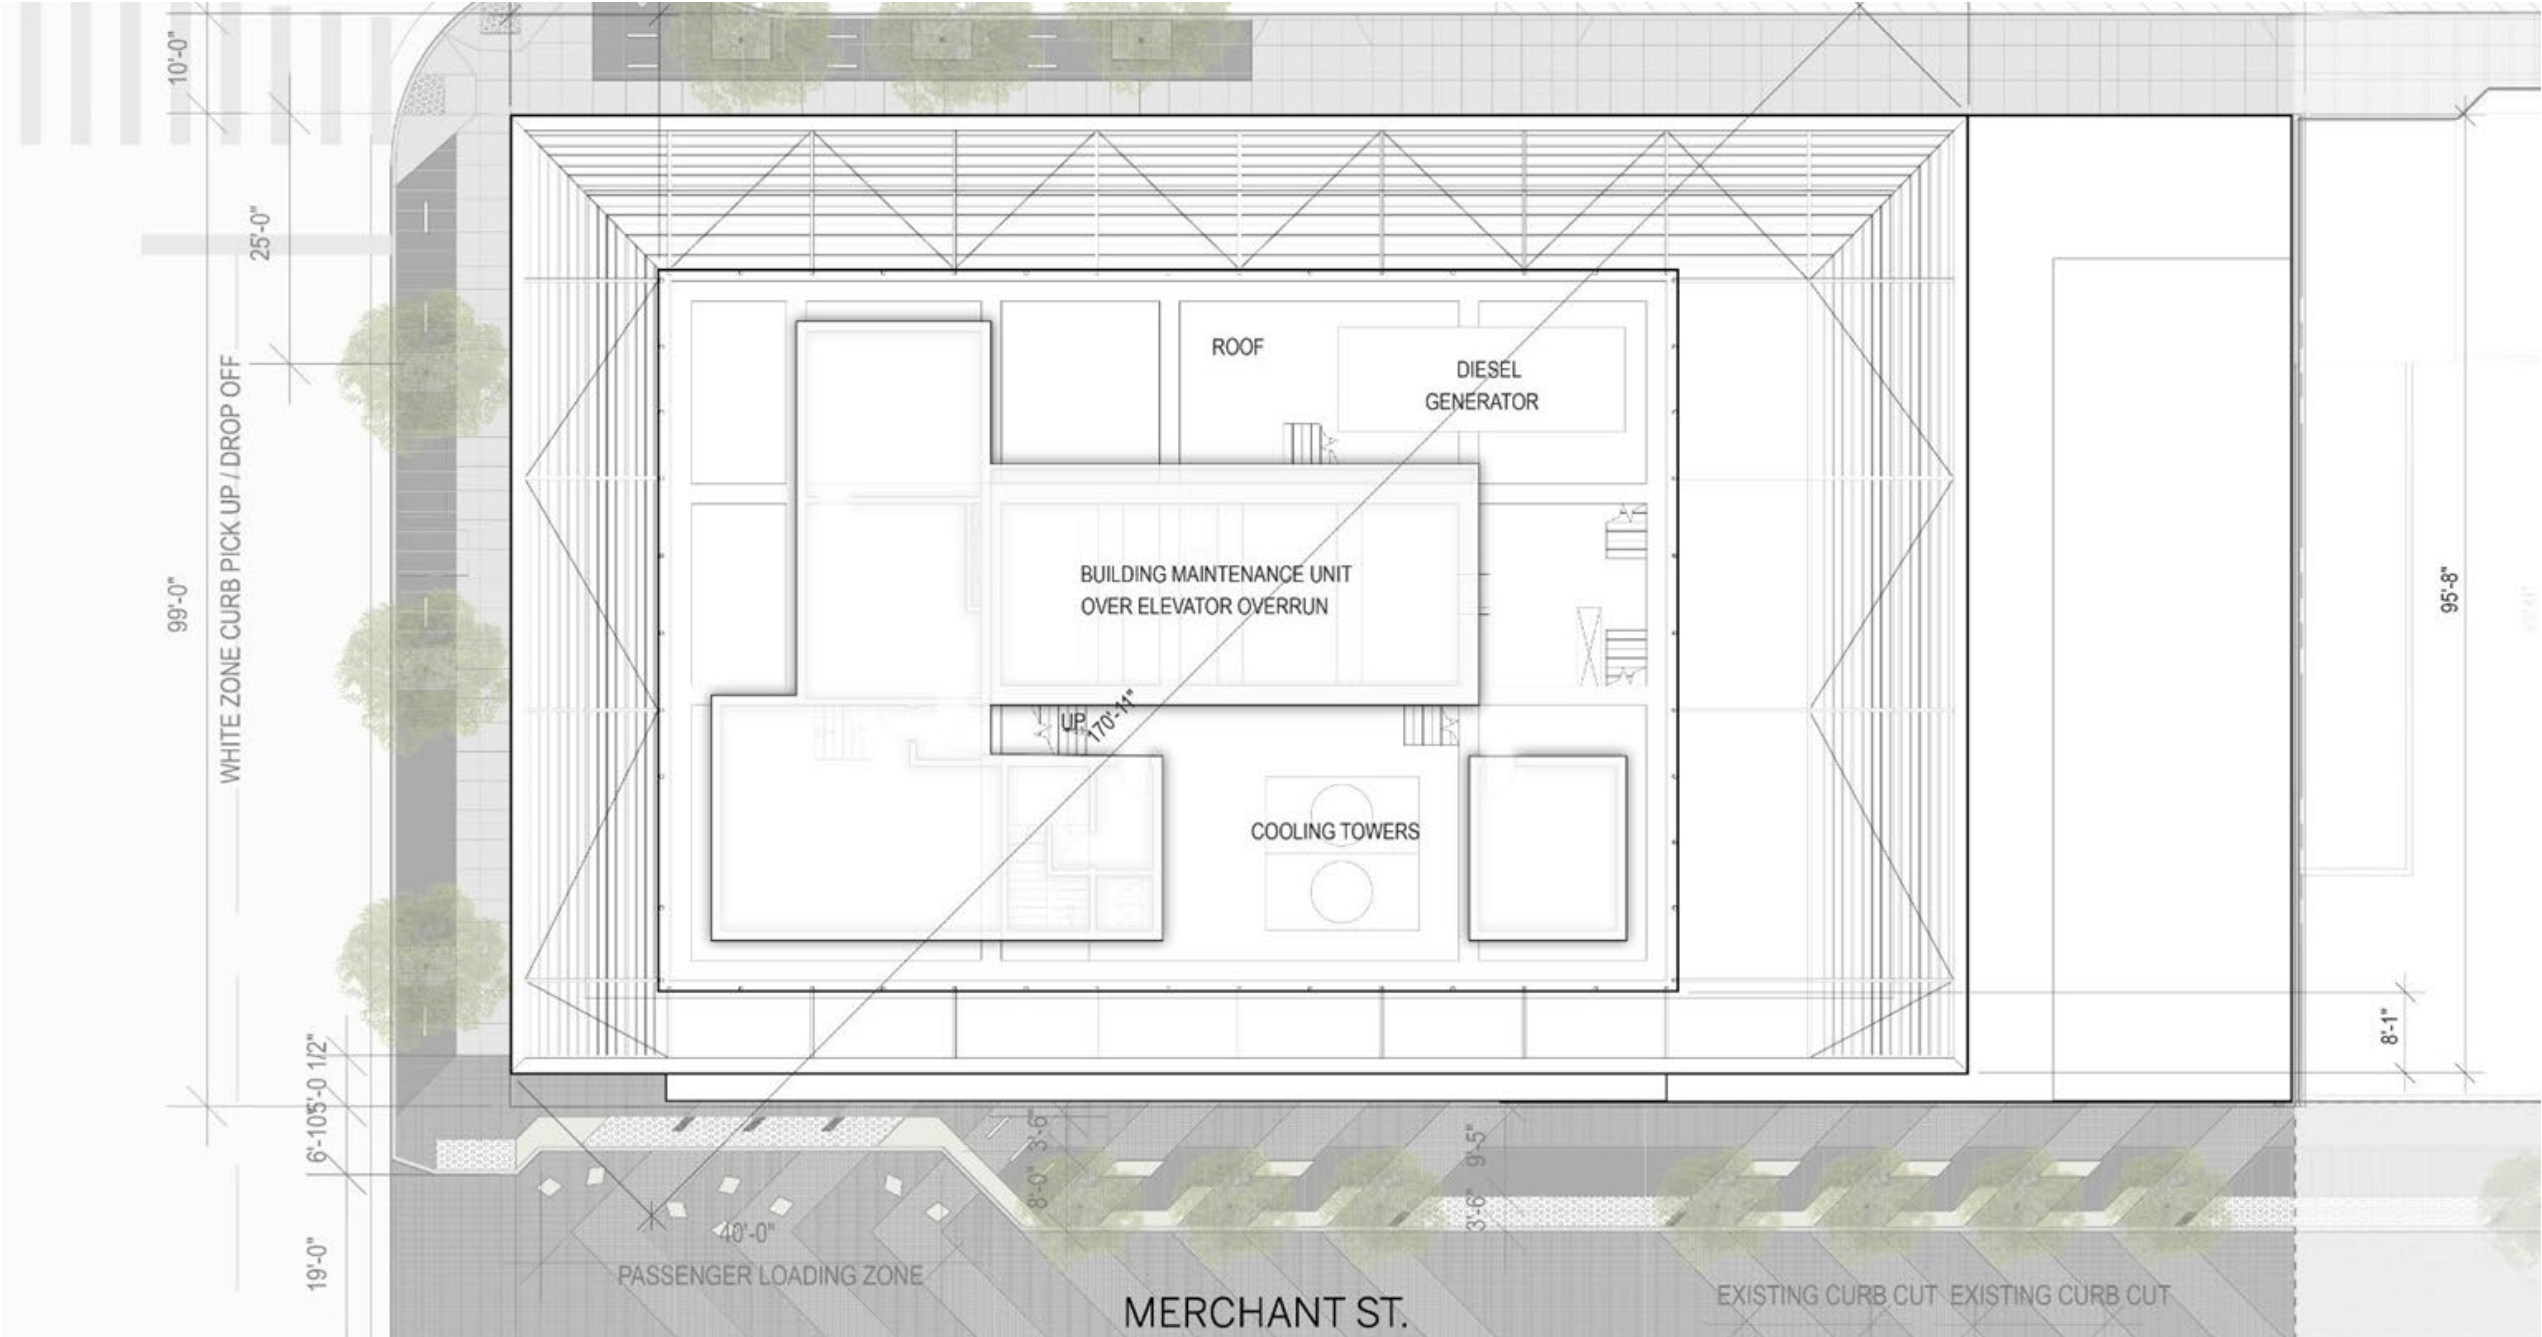 10'-0"
25'-0"
WHITE ZONE CURB PICK UP / DROP OFF
99'-0"
ROOF
DIESEL
GENERATOR
BUILDING MAINTENANCE UNIT
OVER ELEVATOR OVERRUN
UP
170'-11"
COOLING TOWERS
95'-8"
8'-1"
5'-0 1/2"
6'-10"
19'-0"
3'-6"
8'-0"
9'-5"
3'-6"
40'-0"
PASSENGER LOADING ZONE
MERCHANT ST.
EXISTING CURB CUT EXISTING CURB CUT